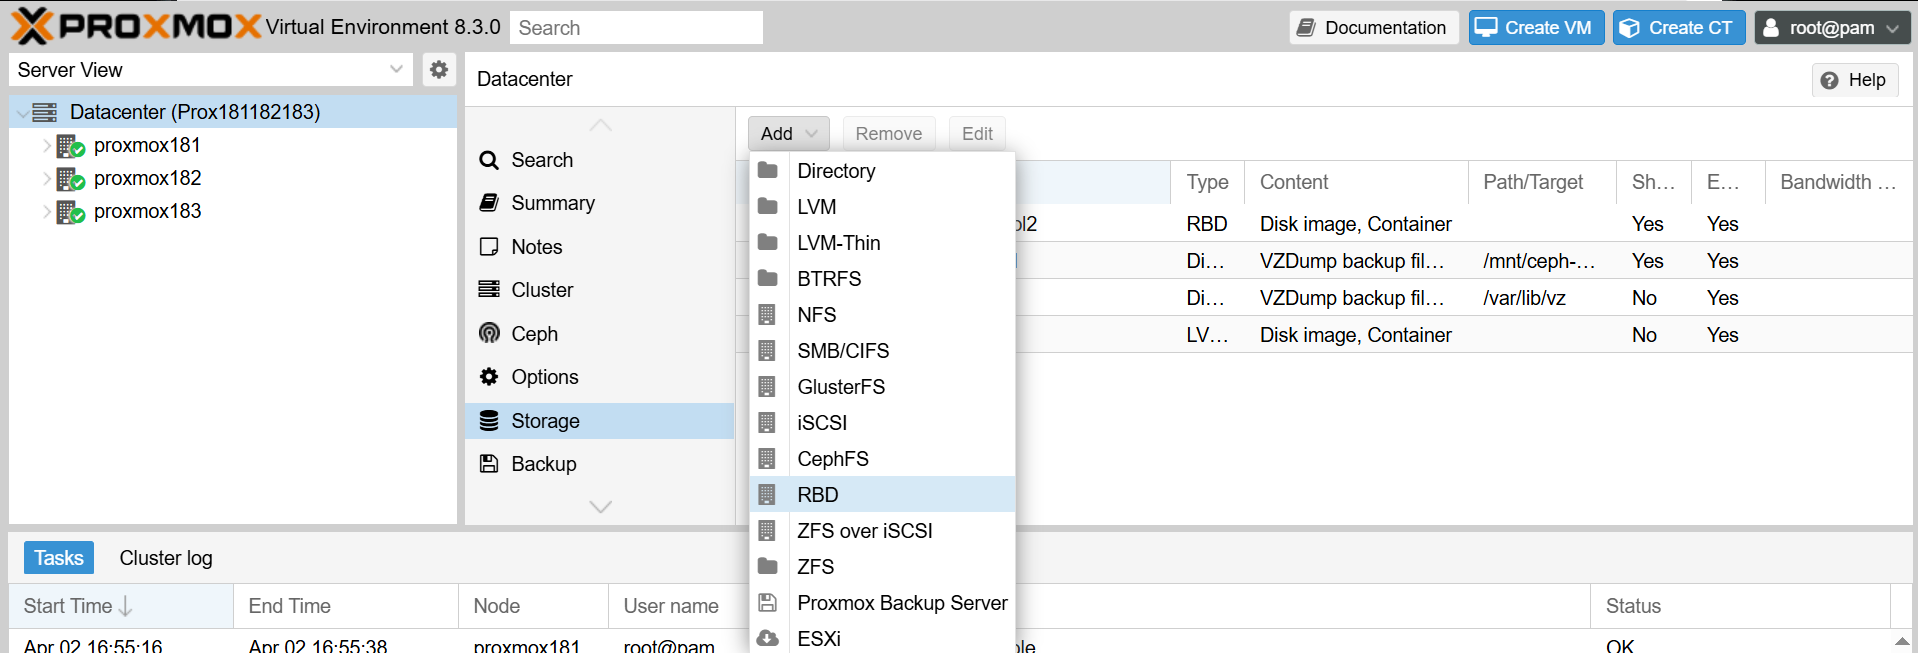 PROXMOX Virtual Environment 8.3.0 Search Documentation Create VM Create CT root@pam
Server View
Datacenter
Help
Datacenter (Prox181182183)
proxmox181
proxmox182
proxmox183
Search
Summary
Notes
Cluster
Ceph
Options
Storage
Backup
Add Remove Edit
Directory
LVM
LVM-Thin
BTRFS
NFS
SMB/CIFS
GlusterFS
iSCSI
CephFS
RBD
ZFS over iSCSI
ZFS
Proxmox Backup Server
ESXi
Type Content Path/Target Sh... E... Bandwidth ...
ol2 RBD Disk image, Container Yes Yes
Di... VZDump backup fil... /mnt/ceph-... Yes Yes
Di... VZDump backup fil... /var/lib/vz No Yes
LV... Disk image, Container No Yes
Tasks Cluster log
Start Time End Time Node User name Status
Apr 02 16:55:16 Apr 02 16:55:38 proxmox181 root@pam ole OK